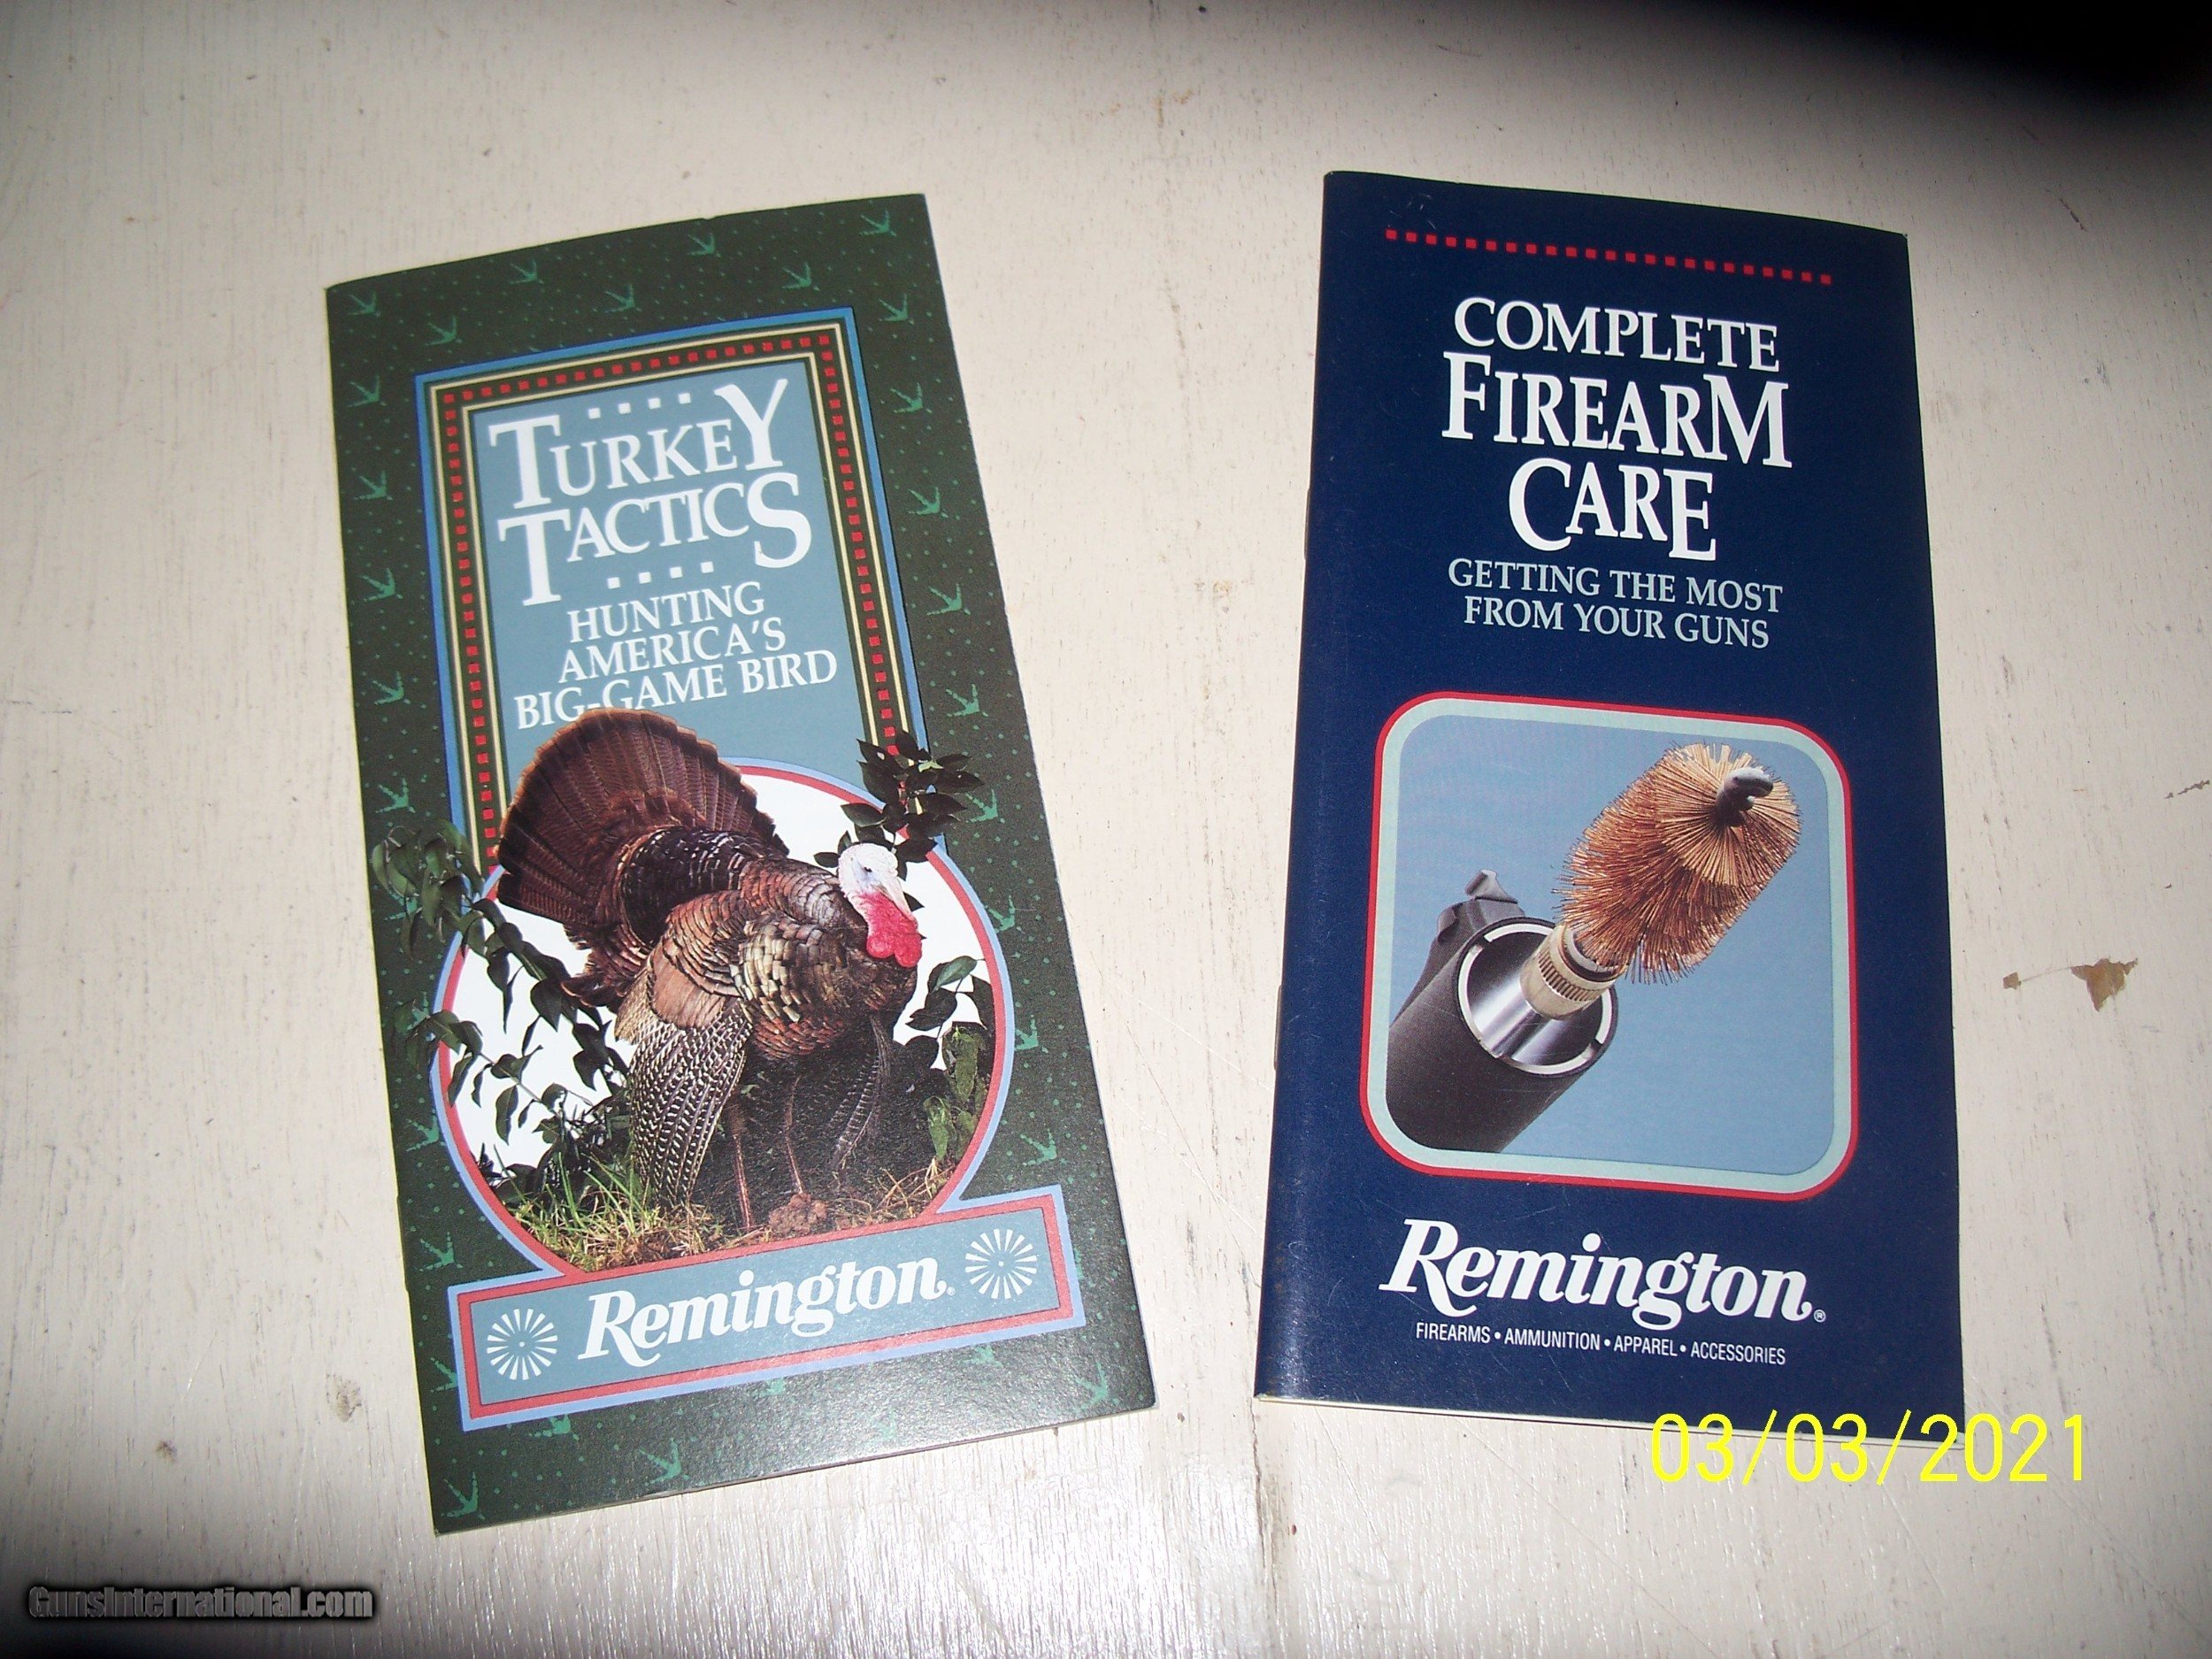 TURKEY
TACTICS
HUNTING
AMERICA'S
BIG-GAME BIRD
Remington.
COMPLETE
FIREARM
CARE
GETTING THE MOST
FROM YOUR GUNS
Remington®
FIREARMS • AMMUNITION • APPAREL • ACCESSORIES
03/03/2021
GunsInternational.com